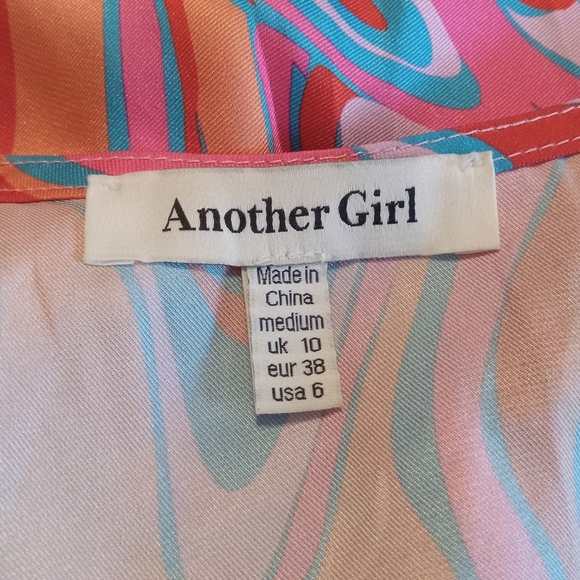 Another Girl
Made in
China
medium
uk 10
eur 38
usa 6